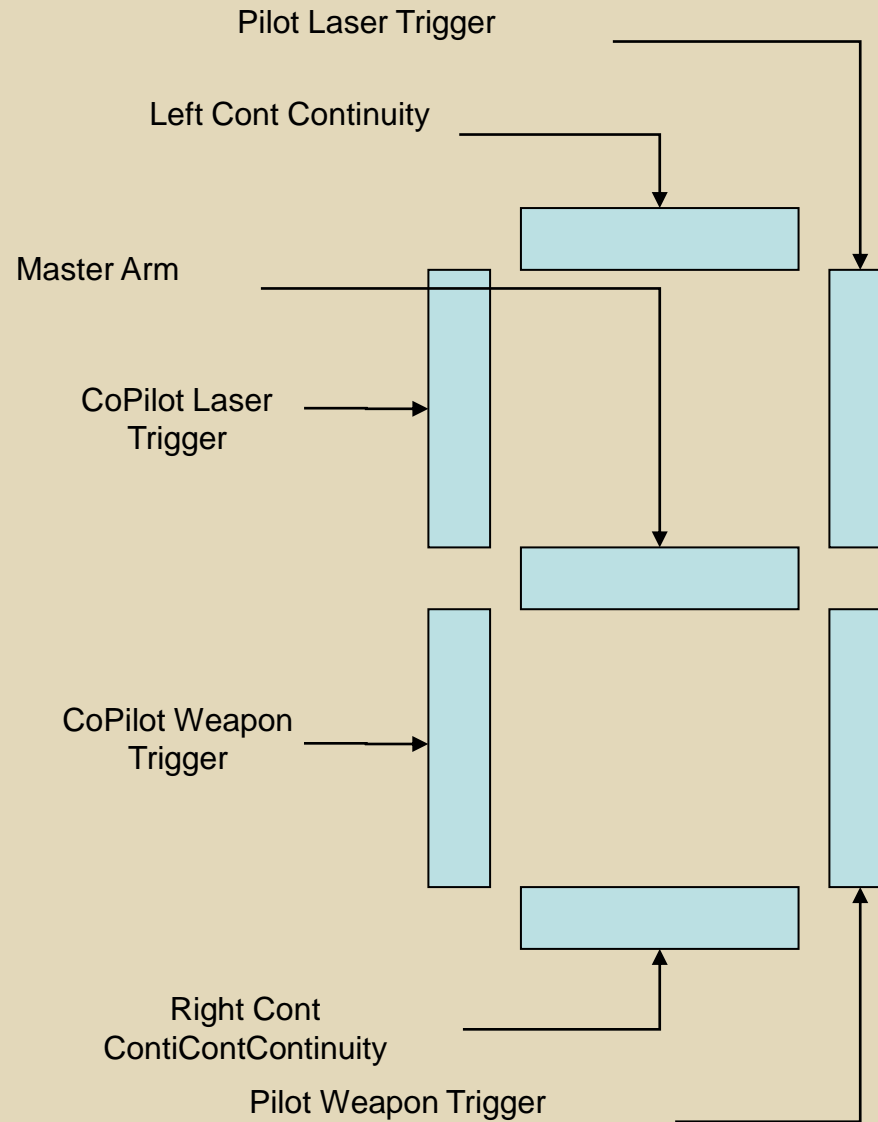 Pilot Laser Trigger
Left Cont Continuity
Master Arm
CoPilot Laser
Trigger
CoPilot Weapon
Trigger
Right Cont
ContiContContinuity
Pilot Weapon Trigger